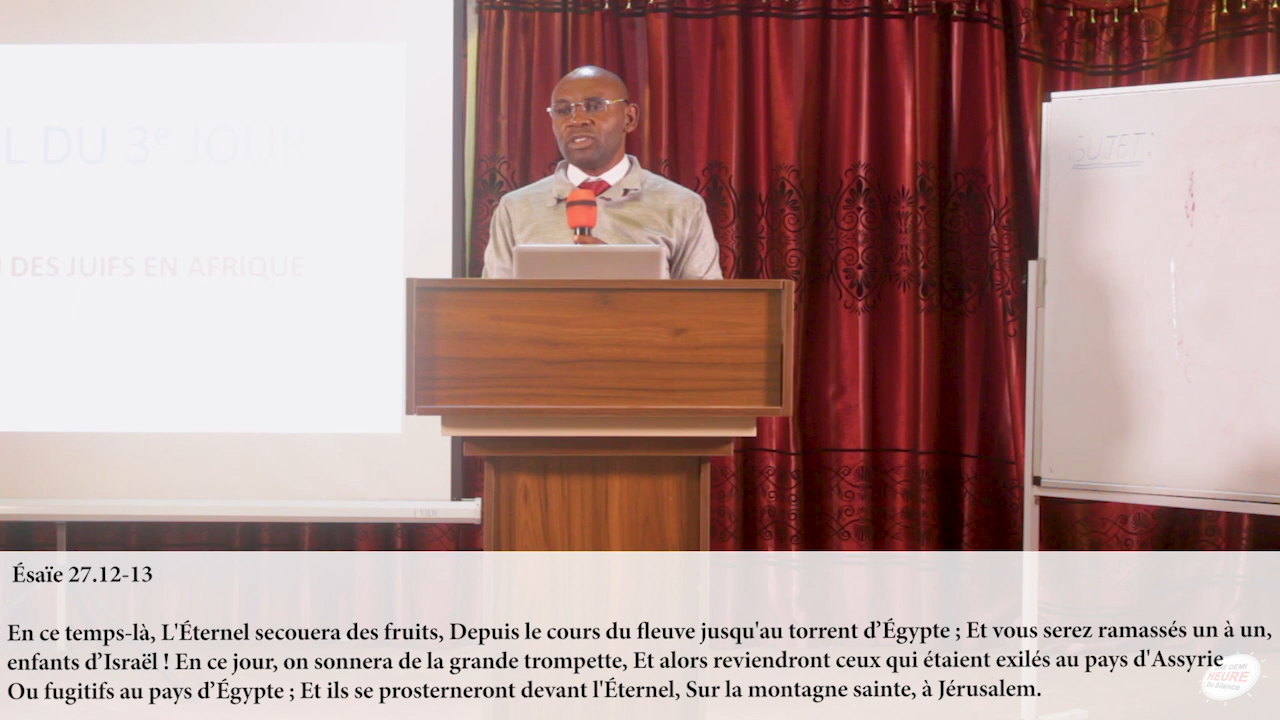 L DU 3e JOUR
DES JUIFS EN AFRIQUE
SUJET:
Ésaïe 27.12-13
En ce temps-là, L'Éternel secouera des fruits, Depuis le cours du fleuve jusqu'au torrent d’Égypte ; Et vous serez ramassés un à un,
enfants d’Israël ! En ce jour, on sonnera de la grande trompette, Et alors reviendront ceux qui étaient exilés au pays d'Assyrie
Ou fugitifs au pays d’Égypte ; Et ils se prosterneront devant l'Éternel, Sur la montagne sainte, à Jérusalem.
DEMI
HEURE
De Silence